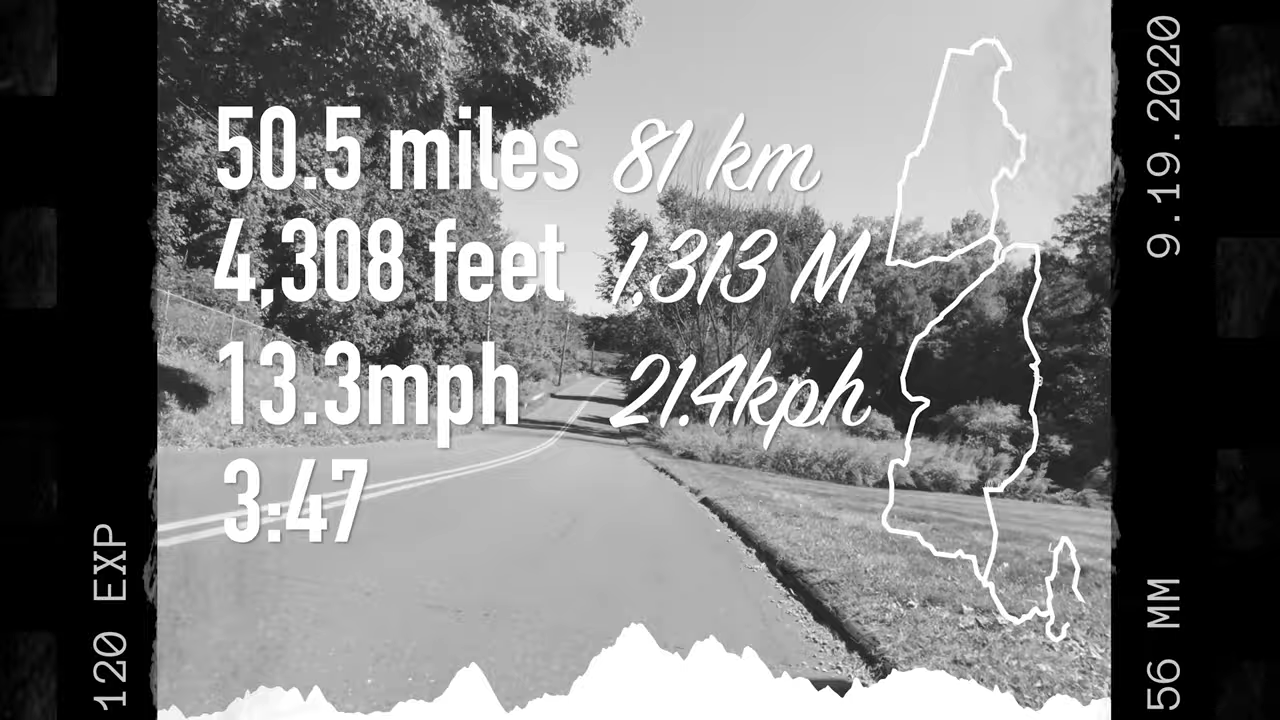 50.5 miles 81 km
4,308 feet 1,313 M
13.3mph 21.4kph
3:47
120 EXP
9.19.2020
56 MM